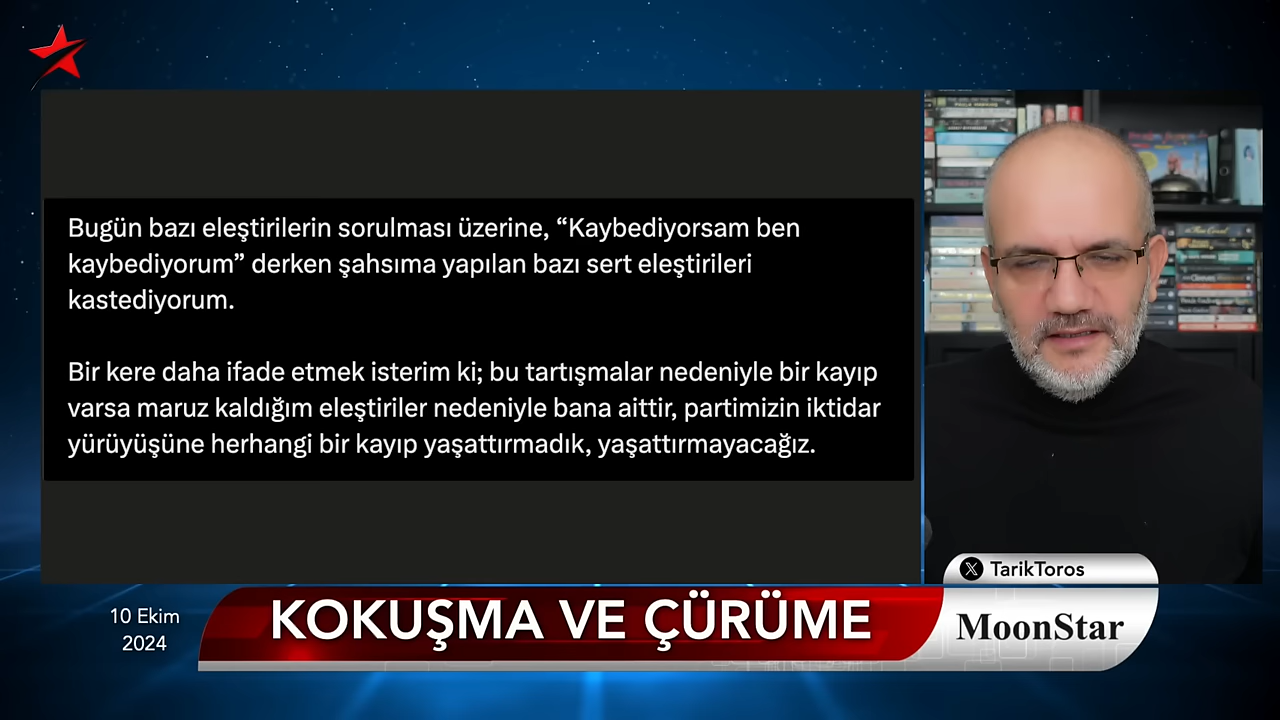 Bugün bazı eleştirilerin sorulması üzerine, “Kaybediyorsam ben
kaybediyorum” derken şahsıma yapılan bazı sert eleştirileri
kastediyorum.
Bir kere daha ifade etmek isterim ki; bu tartışmalar nedeniyle bir kayıp
varsa maruz kaldığım eleştiriler nedeniyle bana aittir, partimizin iktidar
yürüyüşüne herhangi bir kayıp yaşattırmadık, yaşattırmayacağız.
X TarikToros
10 Ekim
2024
KOKUŞMA VE ÇÜRÜME
MoonStar